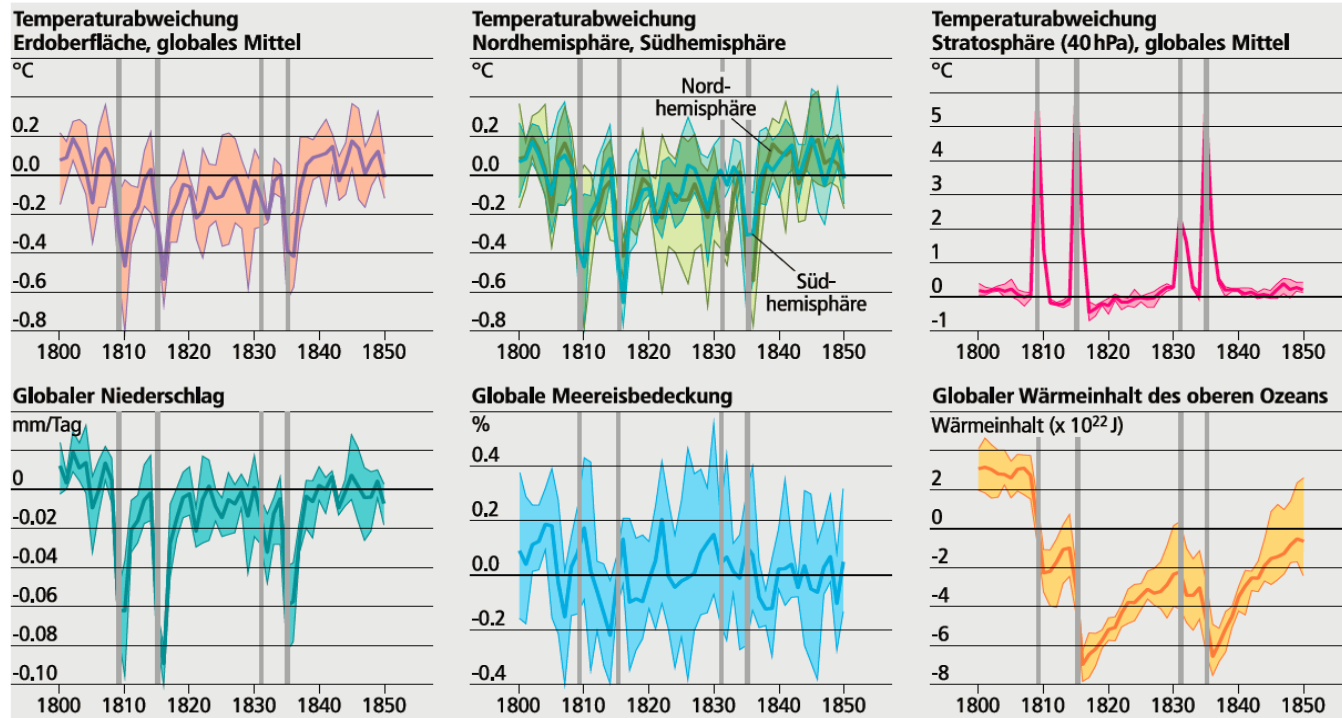 Temperaturabweichung
Erdoberfläche, globales Mittel
°C
0.2
0.0
-0.2
-0.4
-0.6
-0.8
1800 1810 1820 1830 1840 1850
Temperaturabweichung
Nordhemisphäre, Südhemisphäre
°C
Nord-
hemisphäre
0.2
0.0
-0.2
-0.4
-0.6
-0.8
Süd-
hemisphäre
1800 1810 1820 1830 1840 1850
Temperaturabweichung
Stratosphäre (40 hPa), globales Mittel
°C
5
4
3
2
1
0
-1
1800 1810 1820 1830 1840 1850
Globaler Niederschlag
mm/Tag
0
-0.02
-0.04
-0.06
-0.08
-0.10
1800 1810 1820 1830 1840 1850
Globale Meereisbedeckung
%
0.4
0.2
0.0
-0.2
-0,4
1800 1810 1820 1830 1840 1850
Globaler Wärmeinhalt des oberen Ozeans
Wärmeinhalt (x 10²² J)
2
0
-2
-4
-6
-8
1800 1810 1820 1830 1840 1850